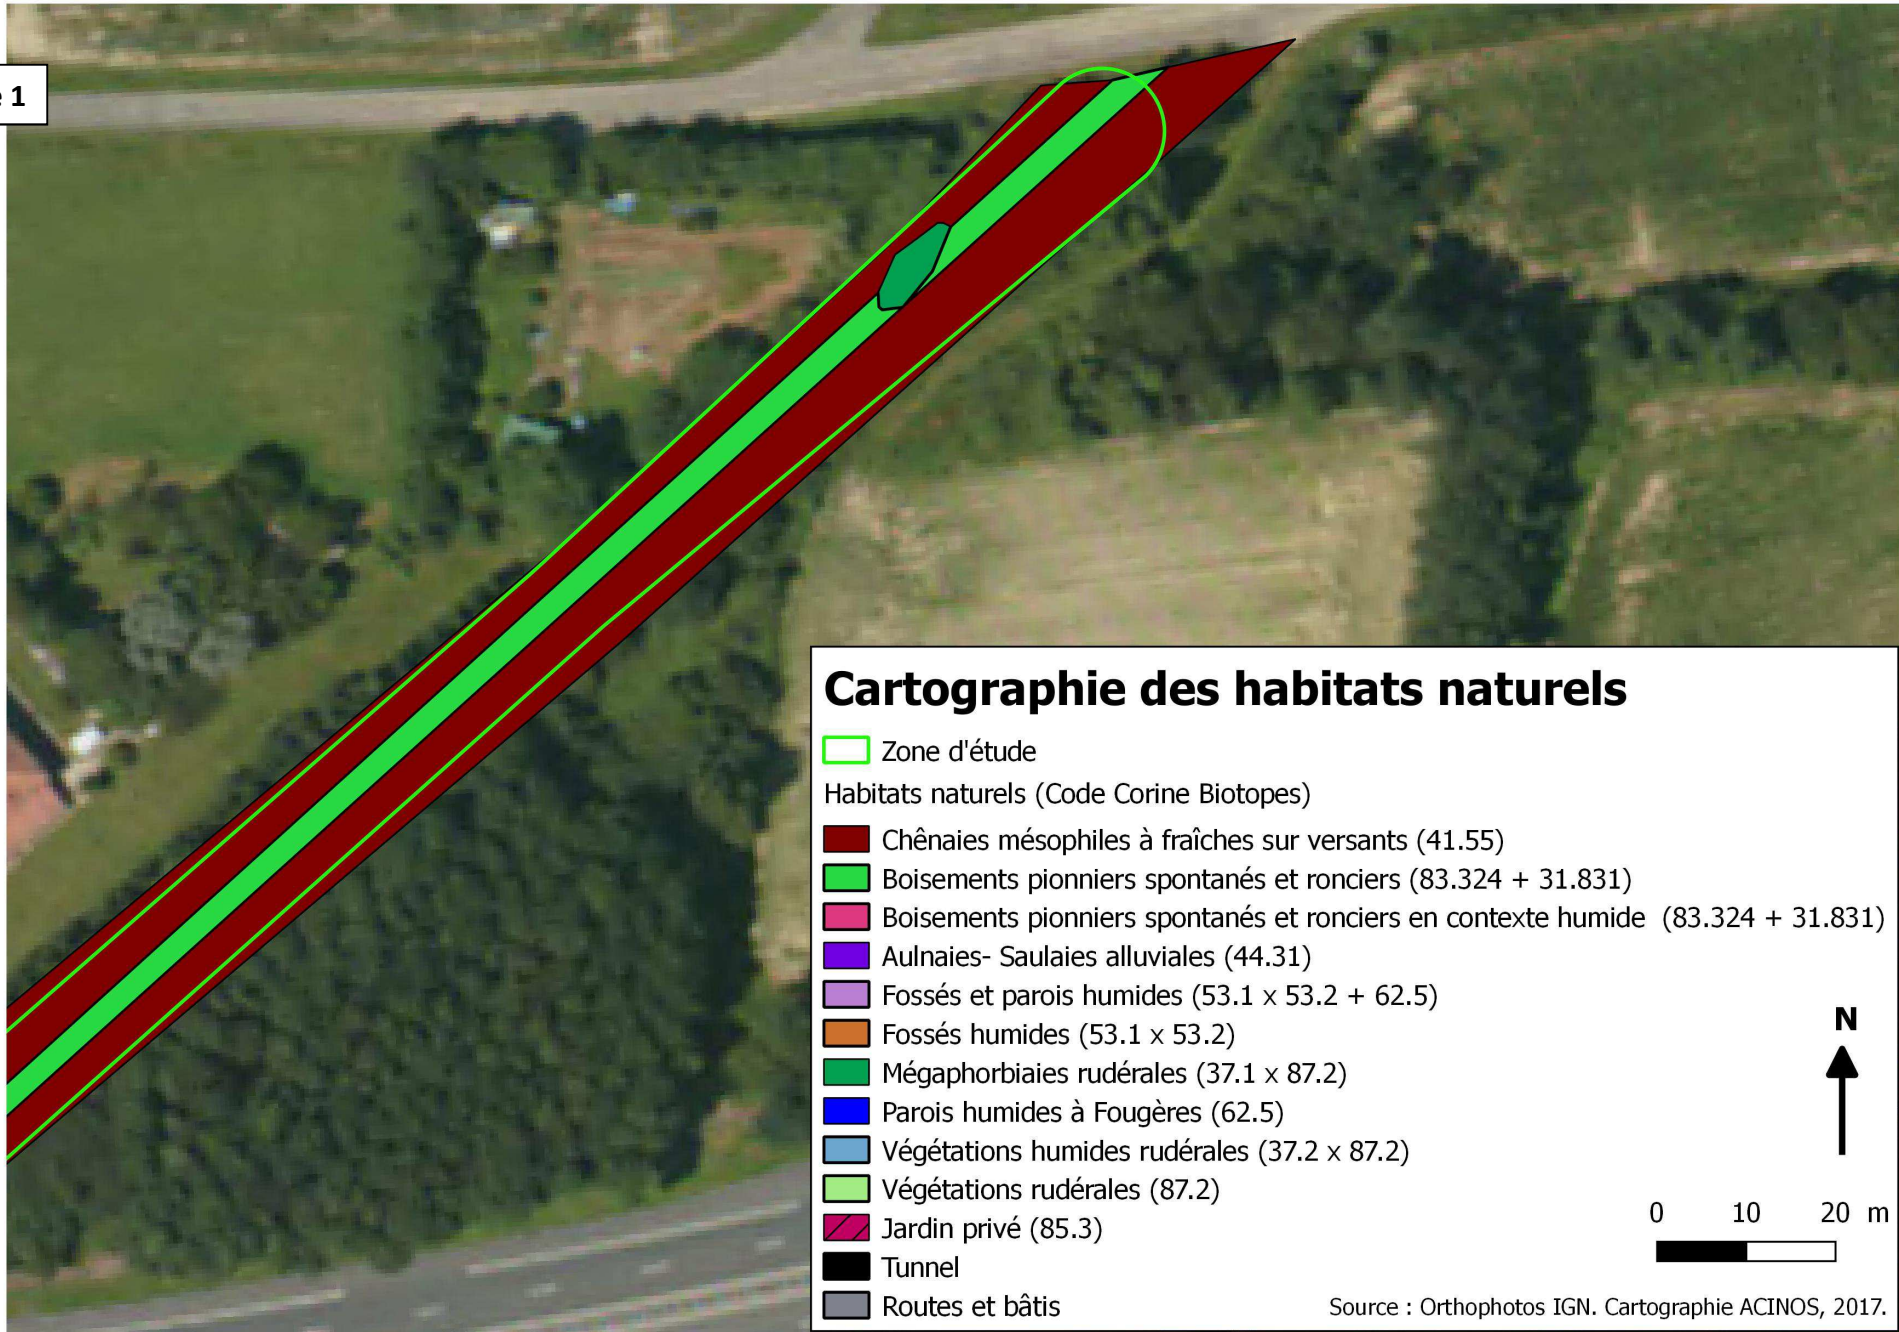 1
Cartographie des habitats naturels
Zone d'étude
Habitats naturels (Code Corine Biotopes)
Chênaies mésophiles à fraîches sur versants (41.55)
Boisements pionniers spontanés et ronciers (83.324 + 31.831)
Boisements pionniers spontanés et ronciers en contexte humide (83.324 + 31.831)
Aulnaies- Saulaies alluviales (44.31)
Fossés et parois humides (53.1 x 53.2 + 62.5)
Fossés humides (53.1 x 53.2)
Mégaphorbiaies rudérales (37.1 x 87.2)
Parois humides à Fougères (62.5)
Végétations humides rudérales (37.2 x 87.2)
Végétations rudérales (87.2)
Jardin privé (85.3)
Tunnel
Routes et bâtis
N
0 10 20 m
Source : Orthophotos IGN. Cartographie ACINOS, 2017.